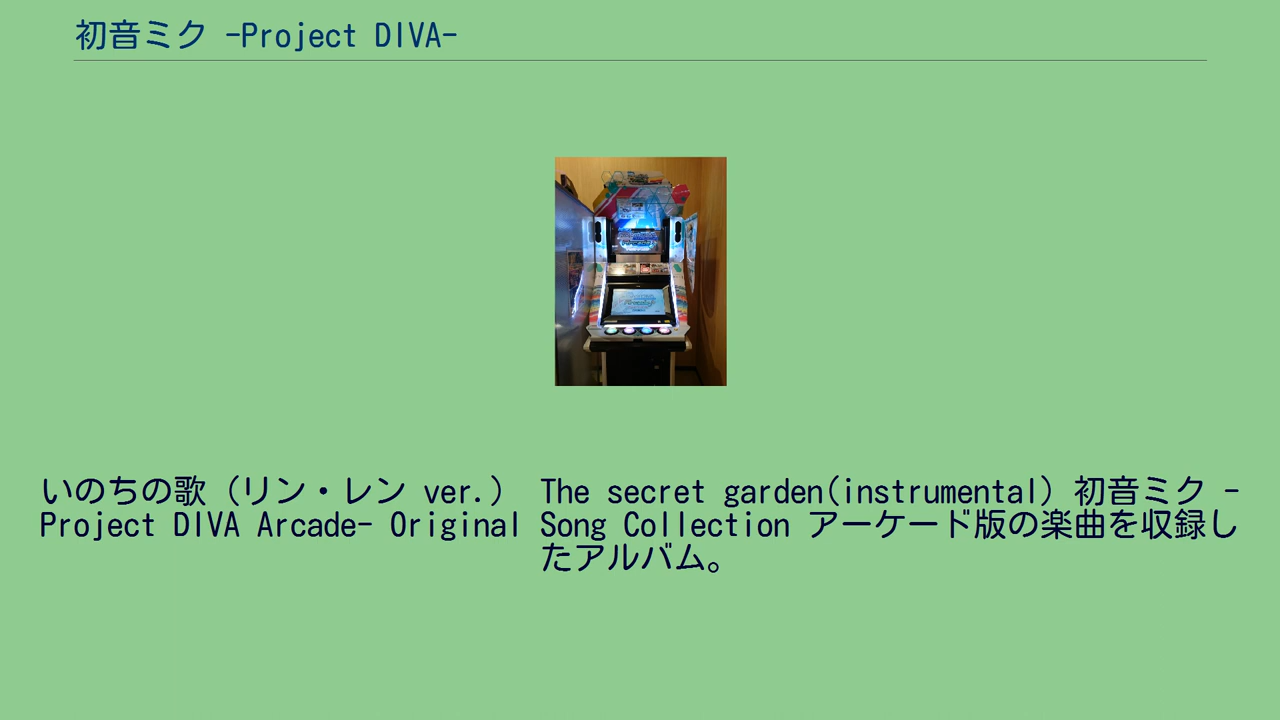 初音ミク -Project DIVA-
いのちの歌（リン・レン ver.） The secret garden(instrumental) 初音ミク -
Project DIVA Arcade- Original Song Collection アーケード版の楽曲を収録し
たアルバム。